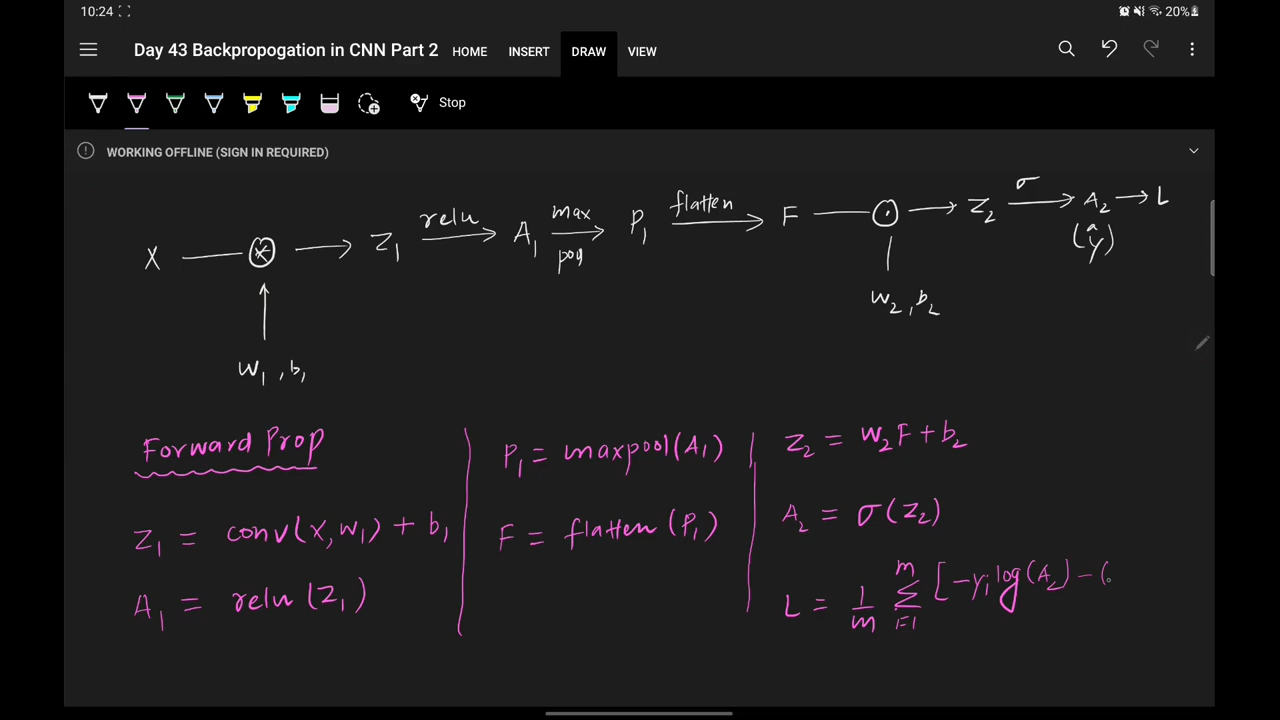 10:24
20%
Day 43 Backpropogation in CNN Part 2 HOME INSERT DRAW VIEW
Stop
WORKING OFFLINE (SIGN IN REQUIRED)
X ⊛ → Z₁ relu → A₁ max pool → P₁ flatten → F ⊙ → Z₂ σ → A₂ → L
(ŷ)
W₁, b₁
W₂, b₂
Forward Prop
Z₁ = conv(X, W₁) + b₁
A₁ = relu(Z₁)
P₁ = maxpool(A₁)
F = flatten(P₁)
Z₂ = W₂F + b₂
A₂ = σ(Z₂)
L = 1/m Σ i=1 m [-yᵢ log(A₂) - (